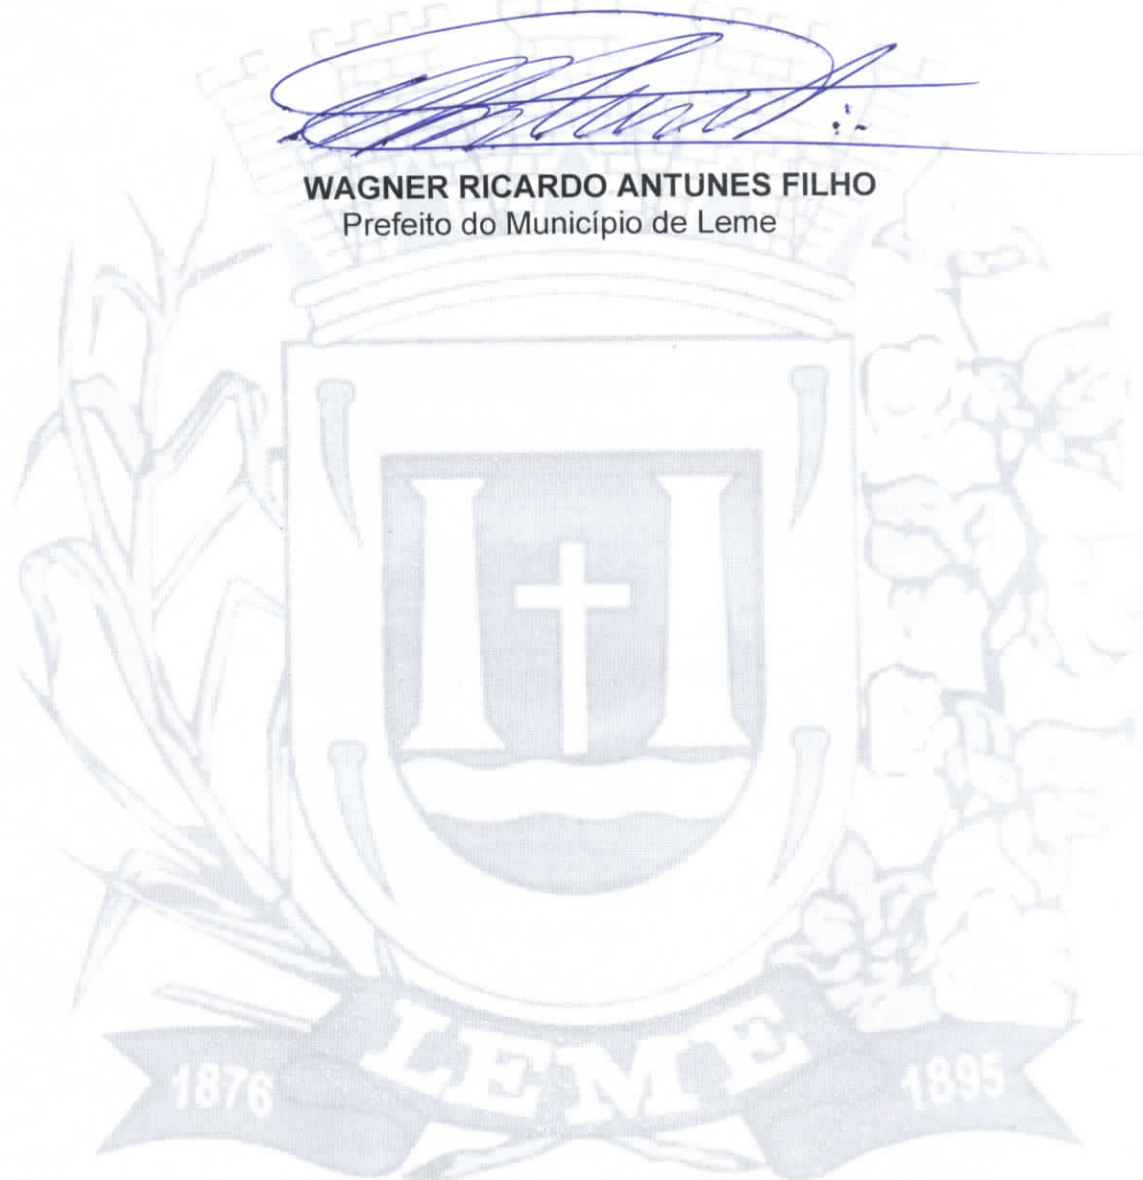 WAGNER RICARDO ANTUNES FILHO
Prefeito do Município de Leme
LEME
1876
1895